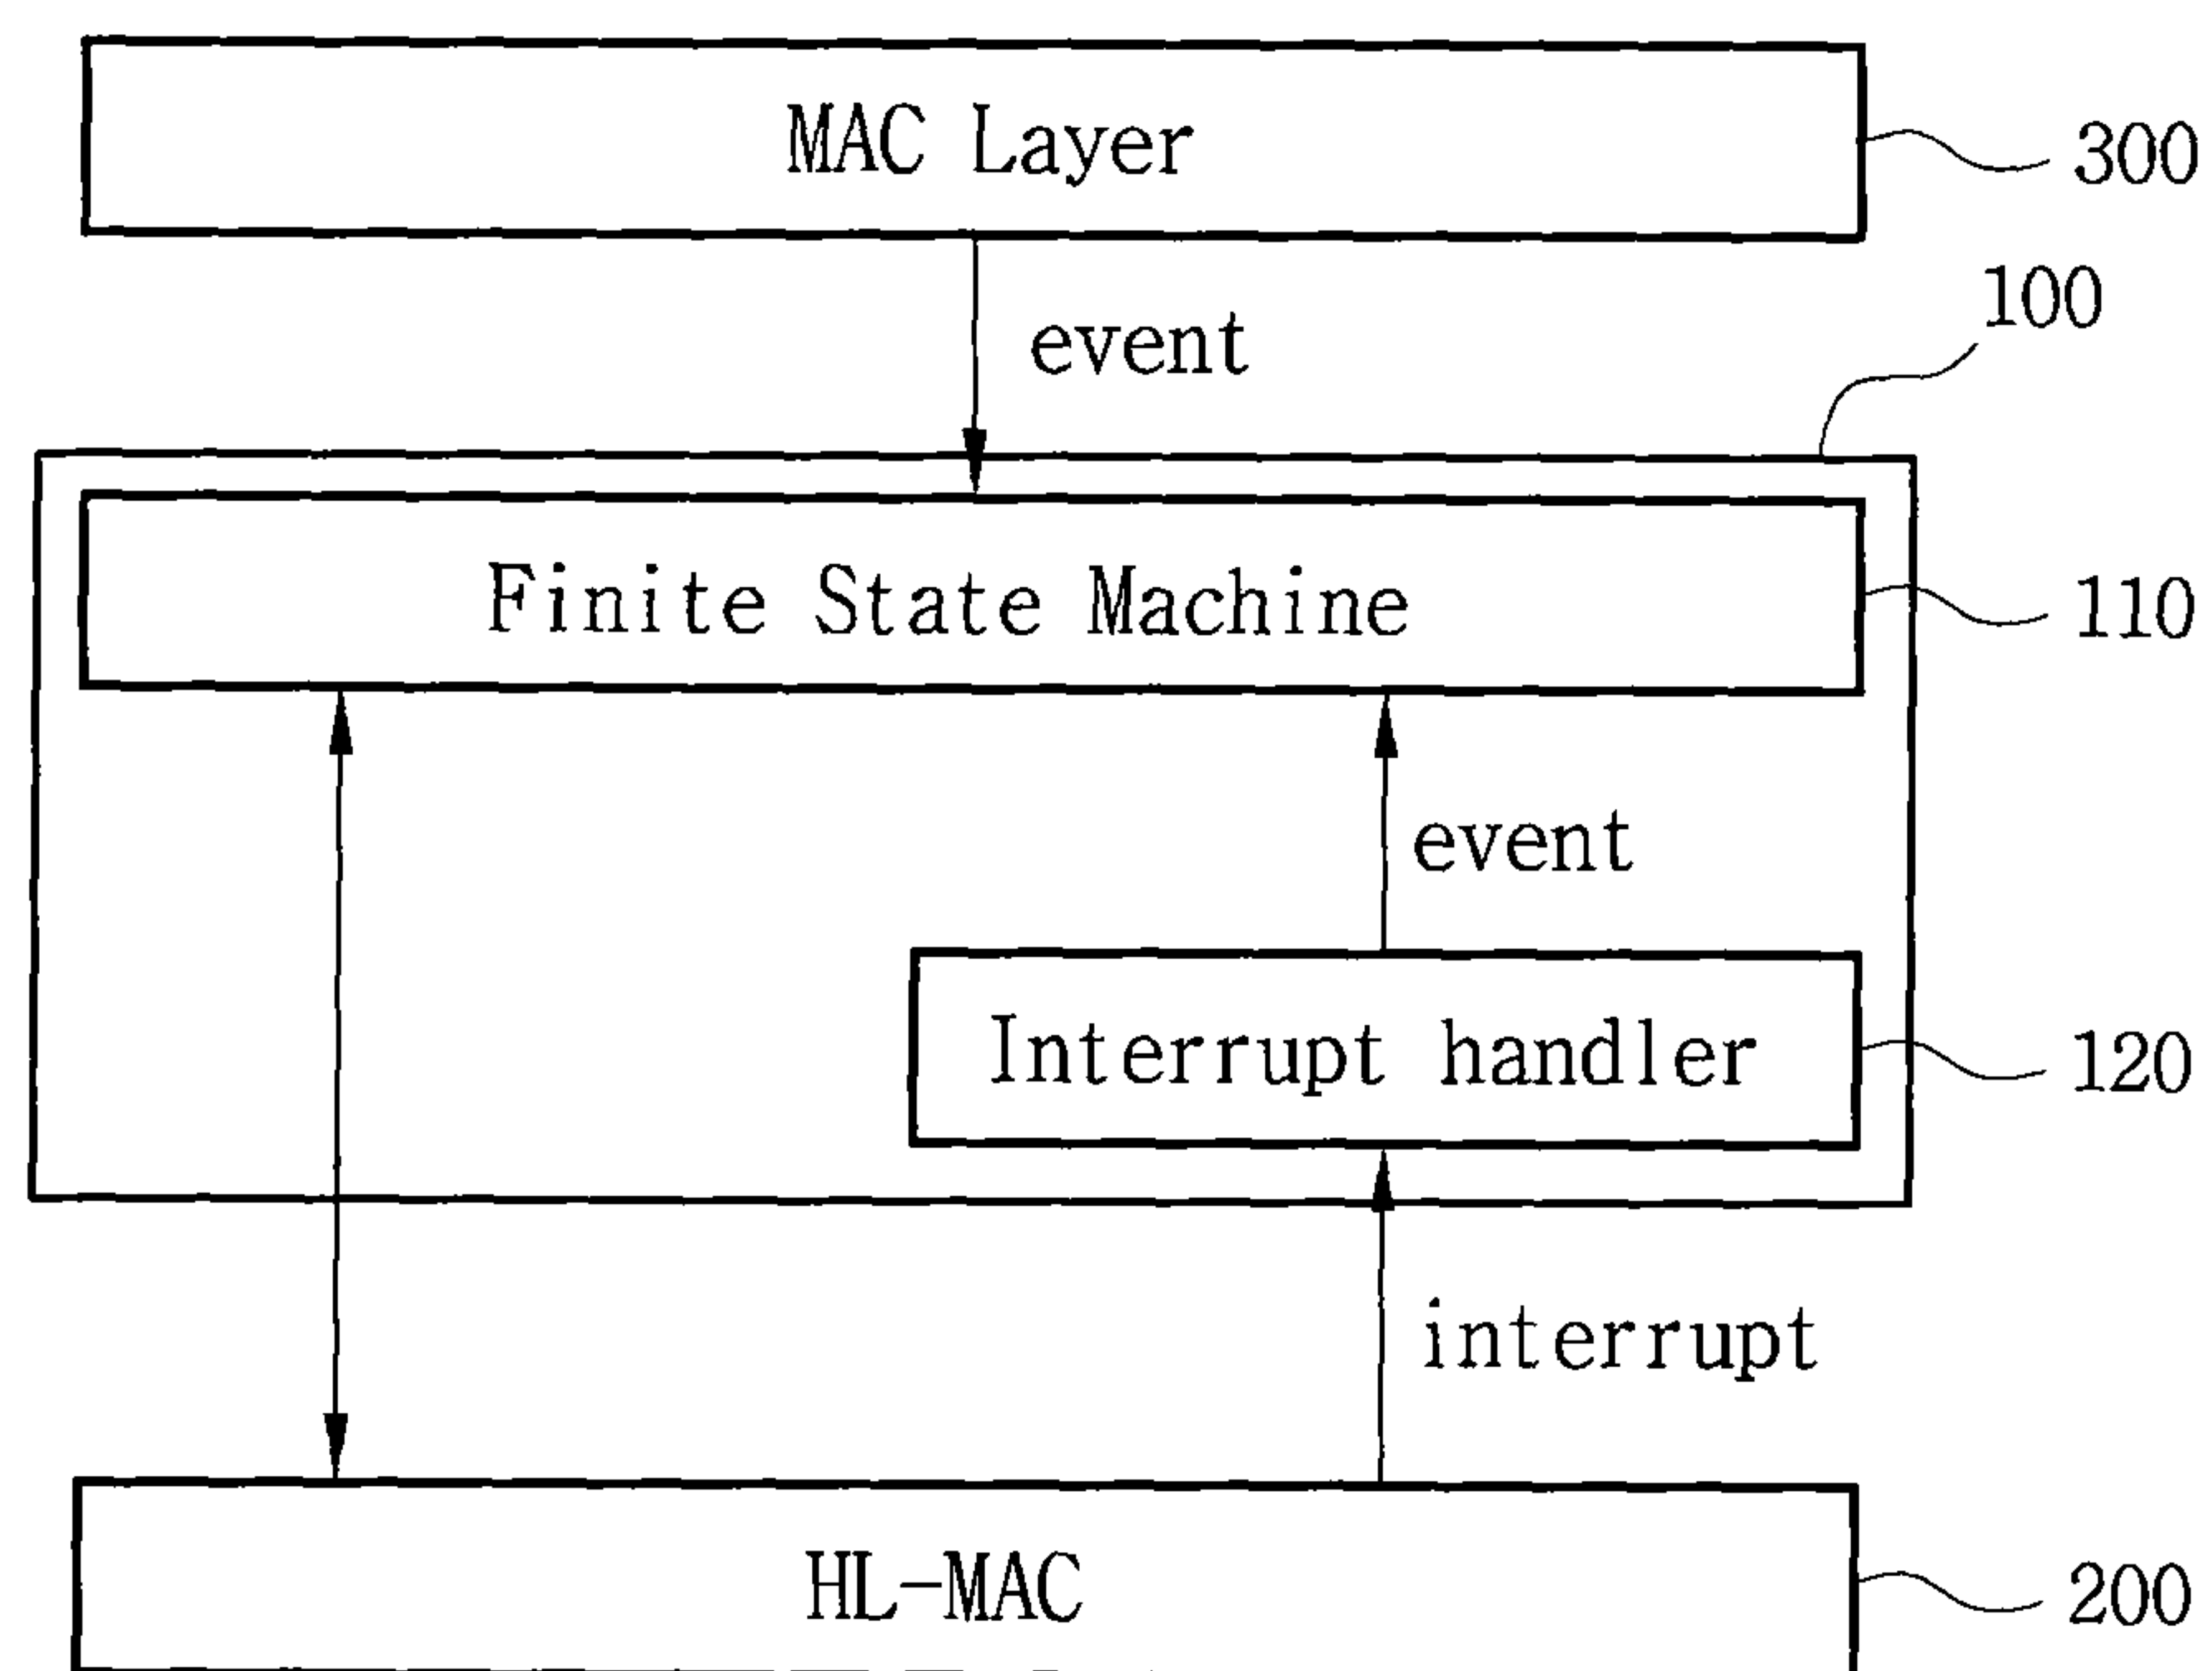 MAC Layer
300
100
event
Finite State Machine
110
event
Interrupt handler
120
interrupt
HL-MAC
200